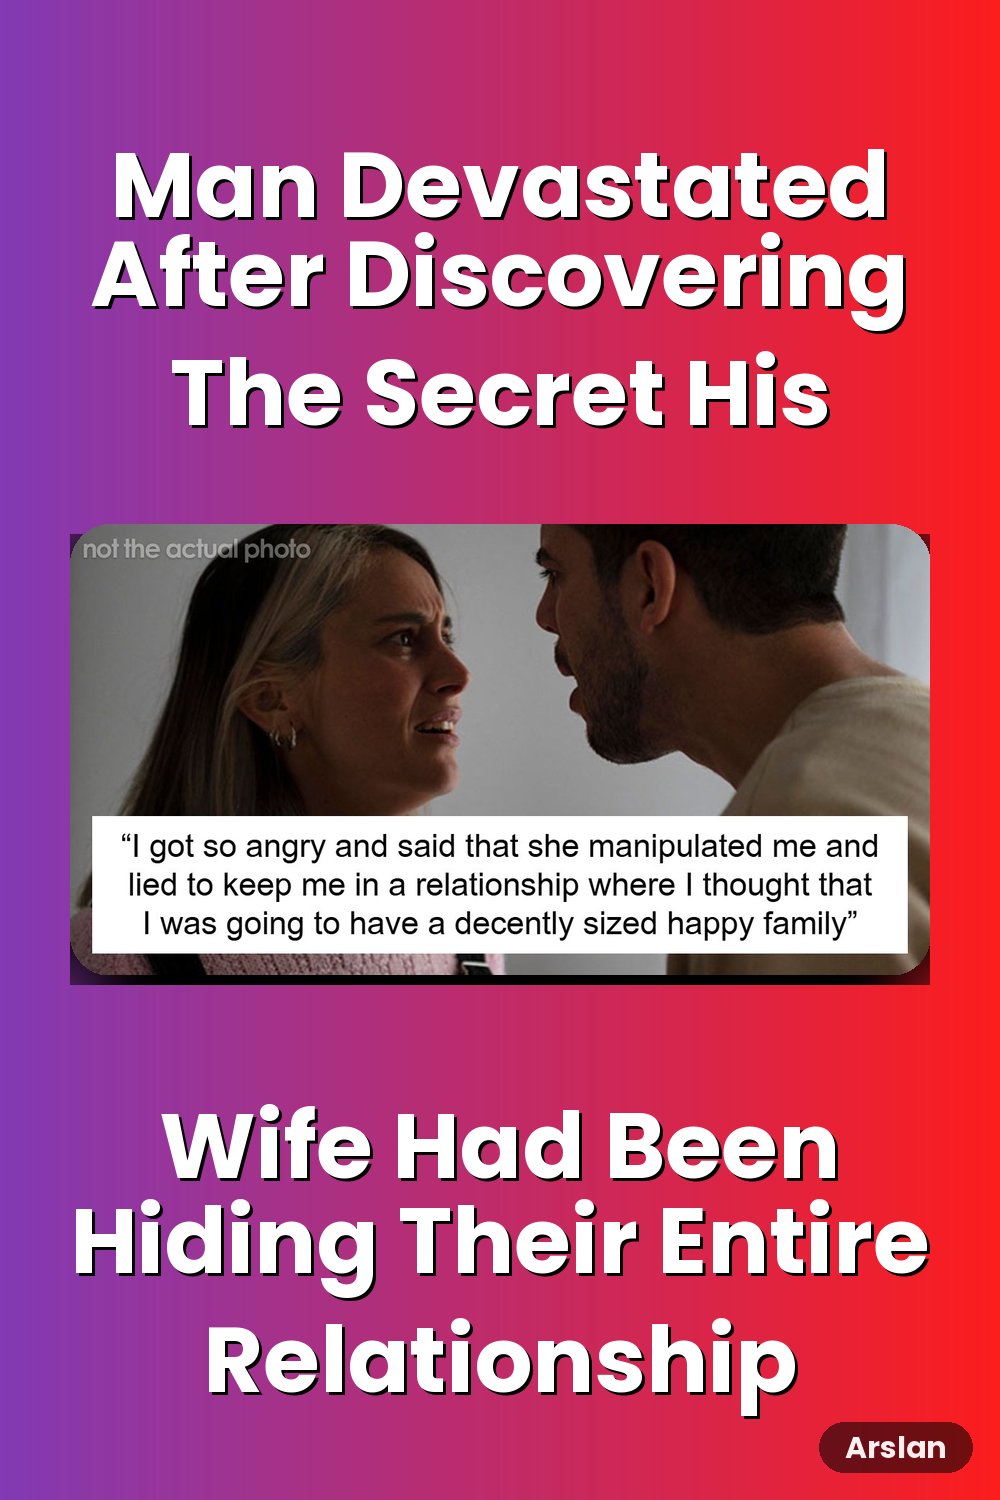 Man Devastated
After Discovering
The Secret His
not the actual photo
“I got so angry and said that she manipulated me and
lied to keep me in a relationship where I thought that
I was going to have a decently sized happy family”
Wife Had Been
Hiding Their Entire
Relationship
Arslan